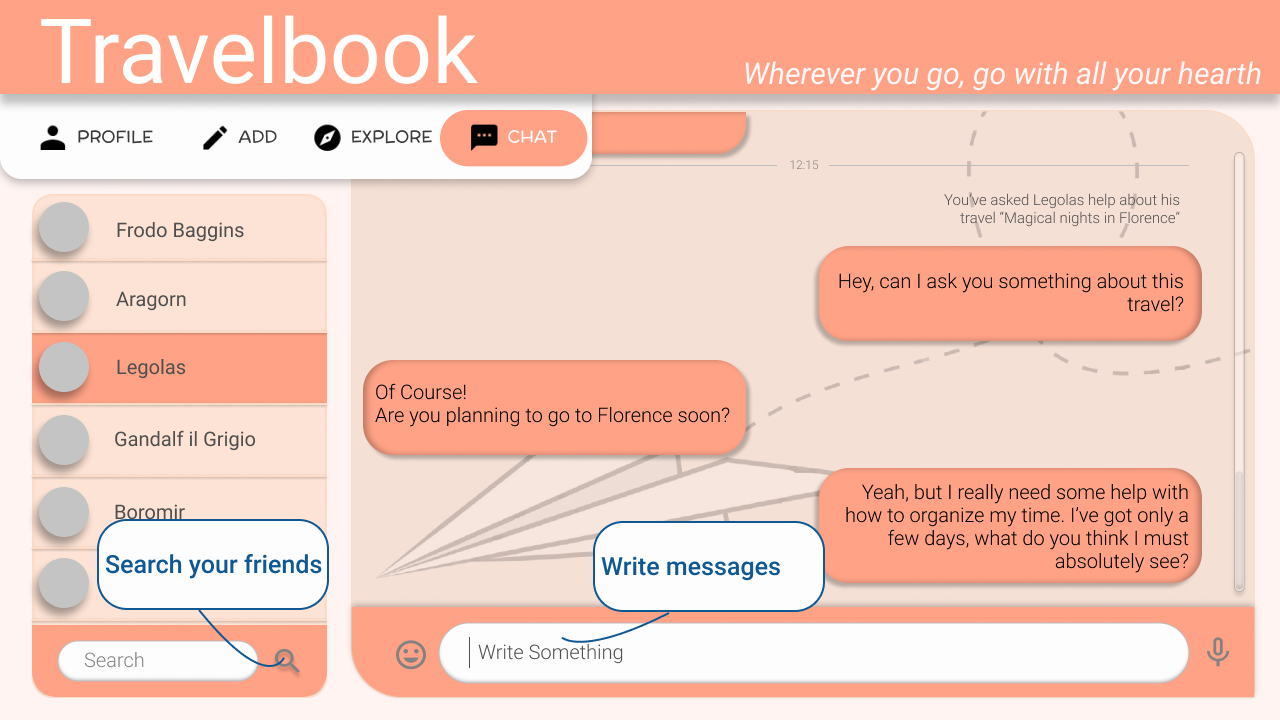 Travelbook
Wherever you go, go with all your hearth
PROFILE
ADD
EXPLORE
CHAT
12:15
You've asked Legolas help about his
travel “Magical nights in Florence“
Hey, can I ask you something about this
travel?
Of Course!
Are you planning to go to Florence soon?
Yeah, but I really need some help with
how to organize my time. I've got only a
few days, what do you think I must
absolutely see?
Frodo Baggins
Aragorn
Legolas
Gandalf il Grigio
Boromir
Search your friends
Write messages
Search
Write Something